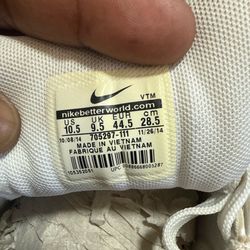 VTM
nikebetterworld.com
US UK EUR cm
10.5 9.5 44.5 28.5
10/08/14 705297-111 11/26/14
MADE IN VIETNAM
FABRIQUE AU VIETNAM
UPC